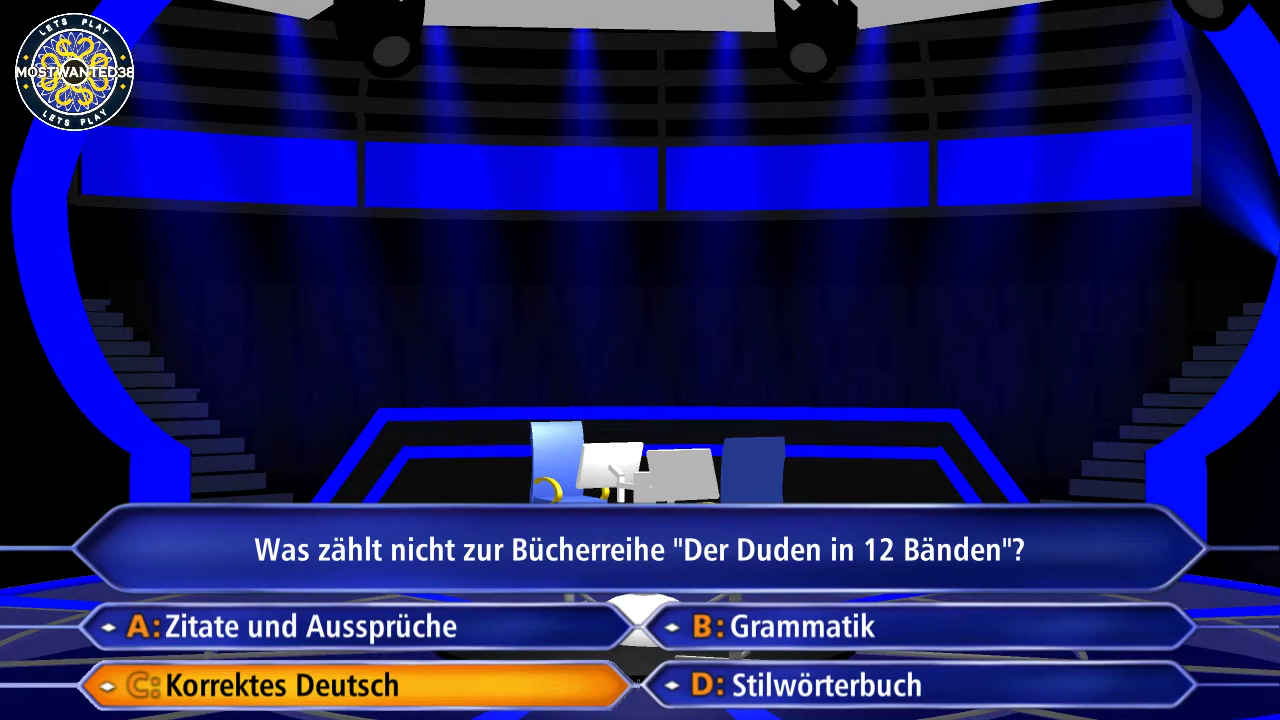 LETS PLAY
MOSTWANTED38
LETS PLAY
Was zählt nicht zur Bücherreihe "Der Duden in 12 Bänden"?
A: Zitate und Aussprüche
B: Grammatik
C: Korrektes Deutsch
D: Stilwörterbuch